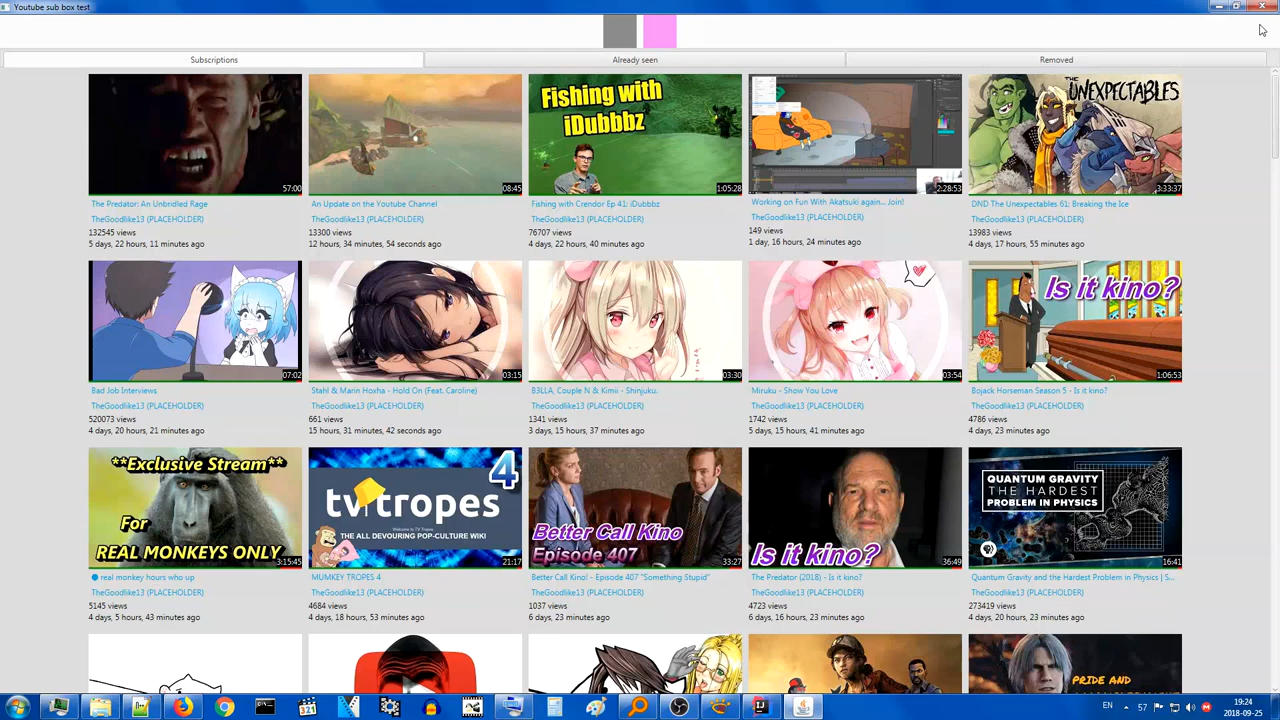 Youtube sub box test
Subscriptions
Already seen
Removed
57:00
08:45
Fishing with
iDubbbz
1:05:28
2:28:53
THE
UNEXPECTABLES
3:33:37
The Predator: An Unbridled Rage
An Update on the Youtube Channel
Fishing with Crendor Ep 41: iDubbbz
Working on Fun With Akatsuki again... Join!
DND The Unexpectables 61: Breaking the Ice
TheGoodlike13 (PLACEHOLDER)
TheGoodlike13 (PLACEHOLDER)
TheGoodlike13 (PLACEHOLDER)
TheGoodlike13 (PLACEHOLDER)
TheGoodlike13 (PLACEHOLDER)
132545 views
13300 views
76707 views
149 views
13983 views
5 days, 22 hours, 11 minutes ago
12 hours, 34 minutes, 54 seconds ago
4 days, 22 hours, 40 minutes ago
1 day, 16 hours, 24 minutes ago
4 days, 17 hours, 55 minutes ago
07:02
03:15
03:30
03:54
Is it kino?
1:06:53
Bad Job Interviews
Stahl & Marin Hoxha - Hold On (Feat. Caroline)
B3LLA, Couple N & Kimii - Shinjuku.
Miruku - Show You Love
Bojack Horseman Season 5 - Is it kino?
TheGoodlike13 (PLACEHOLDER)
TheGoodlike13 (PLACEHOLDER)
TheGoodlike13 (PLACEHOLDER)
TheGoodlike13 (PLACEHOLDER)
TheGoodlike13 (PLACEHOLDER)
520073 views
661 views
1341 views
1742 views
4786 views
4 days, 20 hours, 21 minutes ago
15 hours, 31 minutes, 42 seconds ago
3 days, 15 hours, 37 minutes ago
5 days, 15 hours, 41 minutes ago
4 days, 23 minutes ago
**Exclusive Stream**
For
REAL MONKEYS ONLY
3:15:45
4
tvtropes
Welcome to TV Tropes
THE ALL DEVOURING POP-CULTURE WIKI
21:17
Better Call Kino
Episode 407
33:27
Is it kino?
36:49
QUANTUM GRAVITY
THE HARDEST
PROBLEM IN PHYSICS
PBS
16:41
real monkey hours who up
MUMKEY TROPES 4
Better Call Kino! - Episode 407 "Something Stupid"
The Predator (2018) - Is it kino?
Quantum Gravity and the Hardest Problem in Physics | S...
TheGoodlike13 (PLACEHOLDER)
TheGoodlike13 (PLACEHOLDER)
TheGoodlike13 (PLACEHOLDER)
TheGoodlike13 (PLACEHOLDER)
TheGoodlike13 (PLACEHOLDER)
5145 views
4684 views
1037 views
4723 views
273419 views
4 days, 5 hours, 43 minutes ago
4 days, 18 hours, 53 minutes ago
6 days, 23 minutes ago
6 days, 16 hours, 23 minutes ago
4 days, 20 hours, 23 minutes ago
PRIDE AND
321
EN
57
19:24
2018-09-25